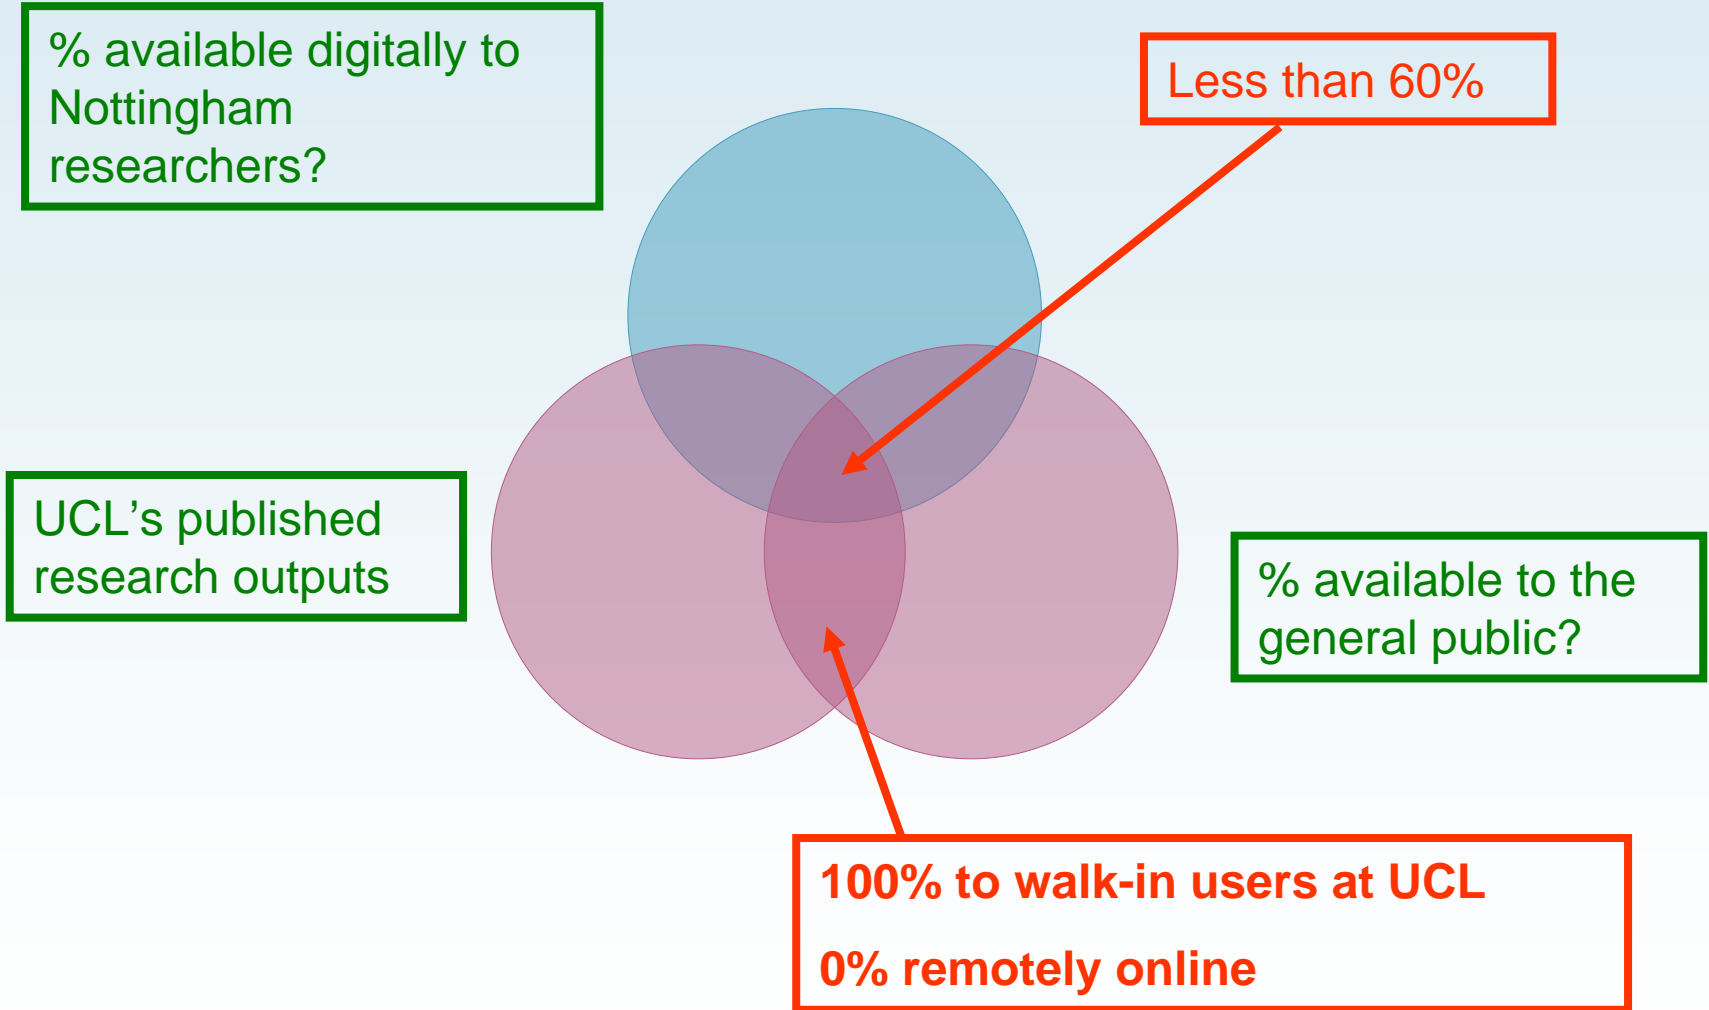 % available digitally to
Nottingham
researchers?
Less than 60%
UCL’s published
research outputs
% available to the
general public?
100% to walk-in users at UCL
0% remotely online